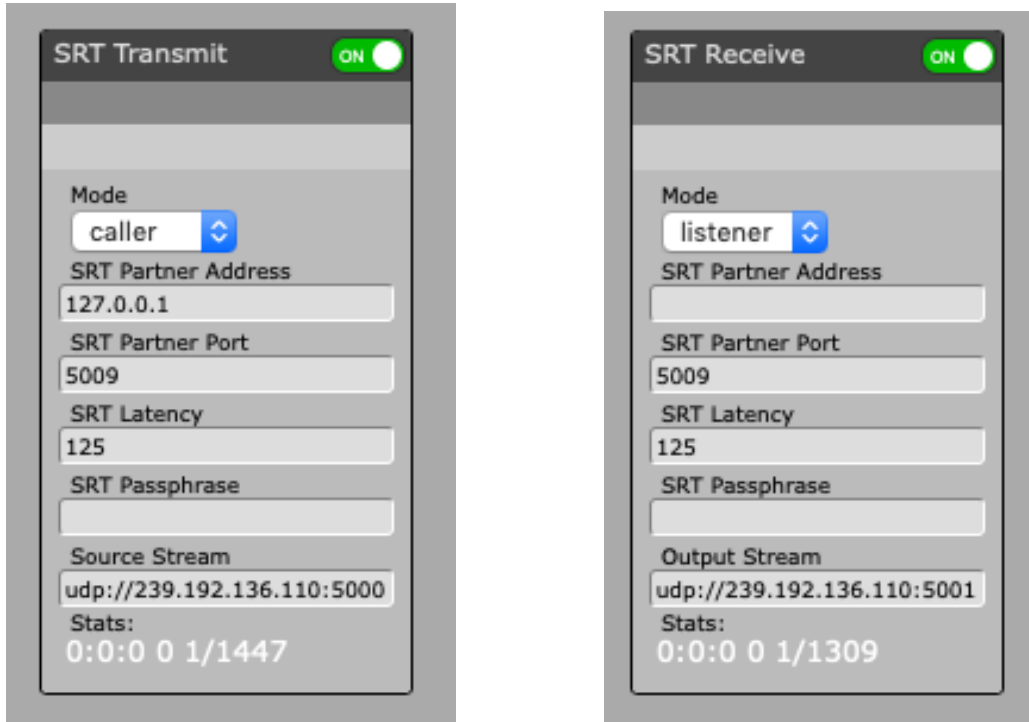 SRT Transmit
ON
Mode
caller
SRT Partner Address
127.0.0.1
SRT Partner Port
5009
SRT Latency
125
SRT Passphrase
Source Stream
udp://239.192.136.110:5000
Stats:
0:0:0 0 1/1447
SRT Receive
ON
Mode
listener
SRT Partner Address
SRT Partner Port
5009
SRT Latency
125
SRT Passphrase
Output Stream
udp://239.192.136.110:5001
Stats:
0:0:0 0 1/1309